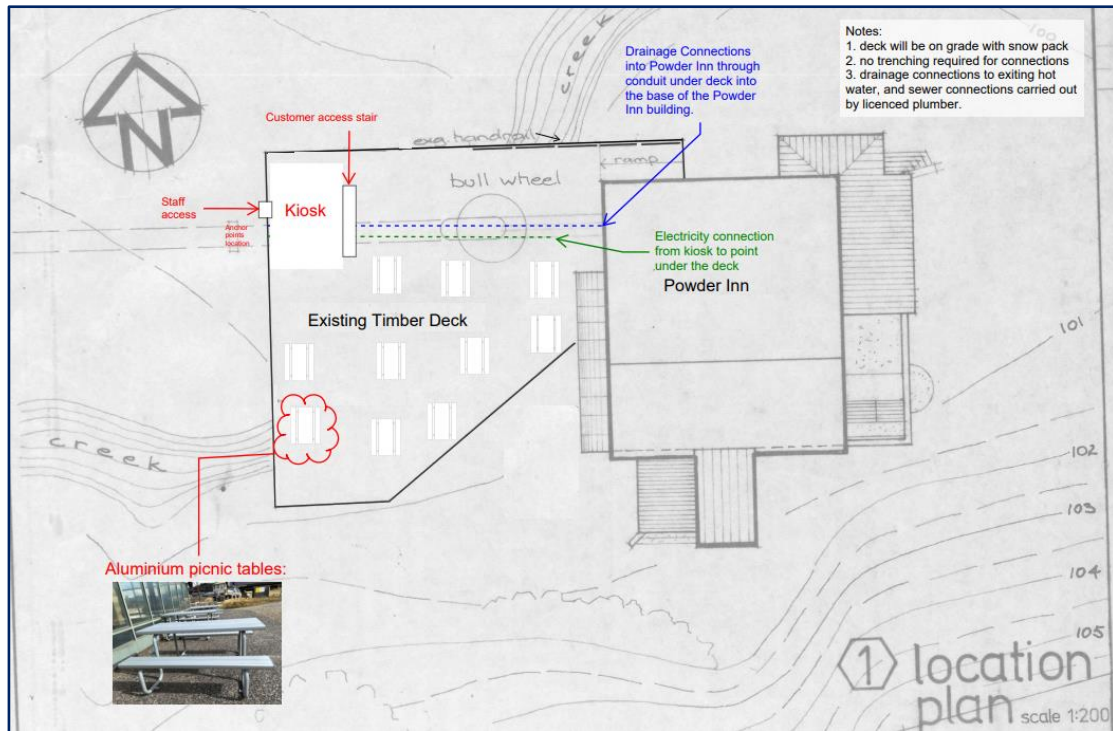 Notes:
1. deck will be on grade with snow pack
2. no trenching required for connections
3. drainage connections to exiting hot
water, and sewer connections carried out
by licenced plumber.
100
creek
Drainage Connections
into Powder Inn through
conduit under deck into
the base of the Powder
Inn building.
N
Customer access stair
exg. handrail
ramp
bull wheel
Staff
access
Kiosk
Anchor
points
location
Electricity connection
from kiosk to point
under the deck
Powder Inn
Existing Timber Deck
101
creek
102
103
104
105
Aluminium picnic tables:
1 location
plan scale 1:200